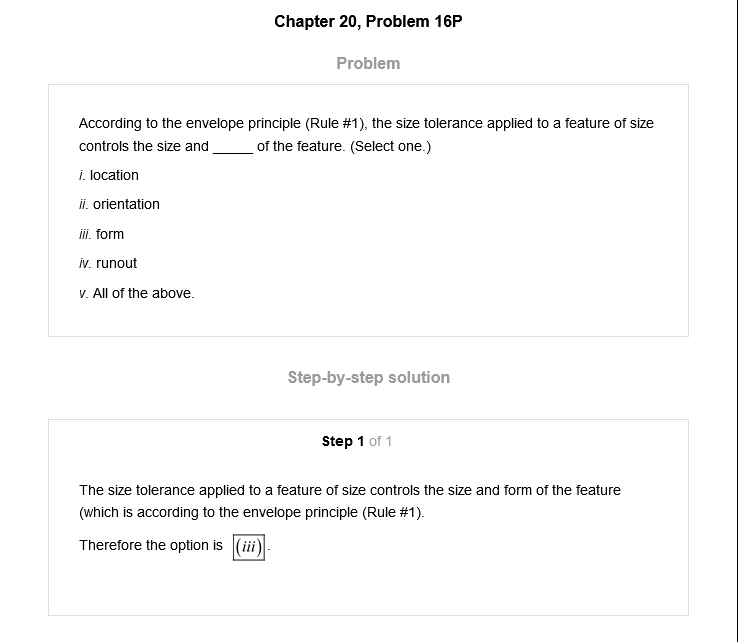 Chapter 20, Problem 16P
Problem
According to the envelope principle (Rule #1), the size tolerance applied to a feature of size
controls the size and _____ of the feature. (Select one.)
i. location
ii. orientation
iii. form
iv. runout
v. All of the above.
Step-by-step solution
Step 1 of 1
The size tolerance applied to a feature of size controls the size and form of the feature
(which is according to the envelope principle (Rule #1).
Therefore the option is (iii).